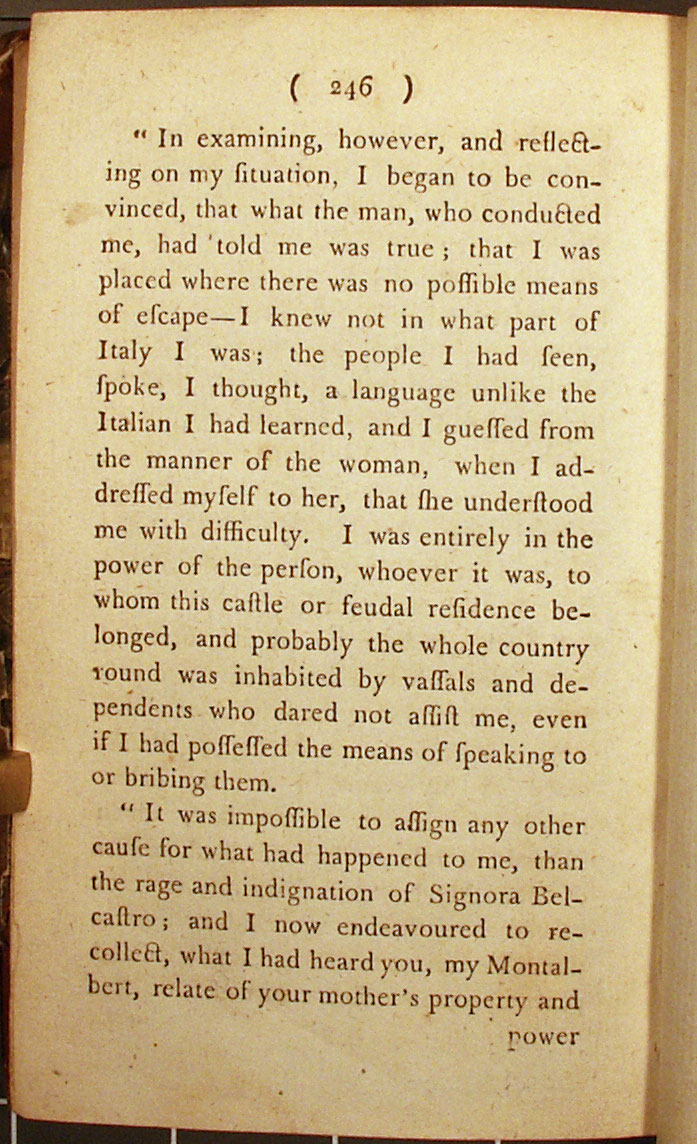 ( 246 )
“ In examining, however, and reflect-
ing on my ſituation, I began to be con-
vinced, that what the man, who conducted
me, had told me was true ; that I was
placed where there was no poſſible means
of eſcape—I knew not in what part of
Italy I was ; the people I had ſeen,
ſpoke, I thought, a language unlike the
Italian I had learned, and I gueſſed from
the manner of the woman, when I ad-
dreſſed myſelf to her, that ſhe underſtood
me with difficulty. I was entirely in the
power of the perſon, whoever it was, to
whom this caſtle or feudal reſidence be-
longed, and probably the whole country
round was inhabited by vaſſals and de-
pendents who dared not aſſiſt me, even
if I had poſſeſſed the means of ſpeaking to
or bribing them.
“ It was impoſſible to aſſign any other
cauſe for what had happened to me, than
the rage and indignation of Signora Bel-
caſtro ; and I now endeavoured to re-
collect, what I had heard you, my Montal-
bert, relate of your mother's property and
power